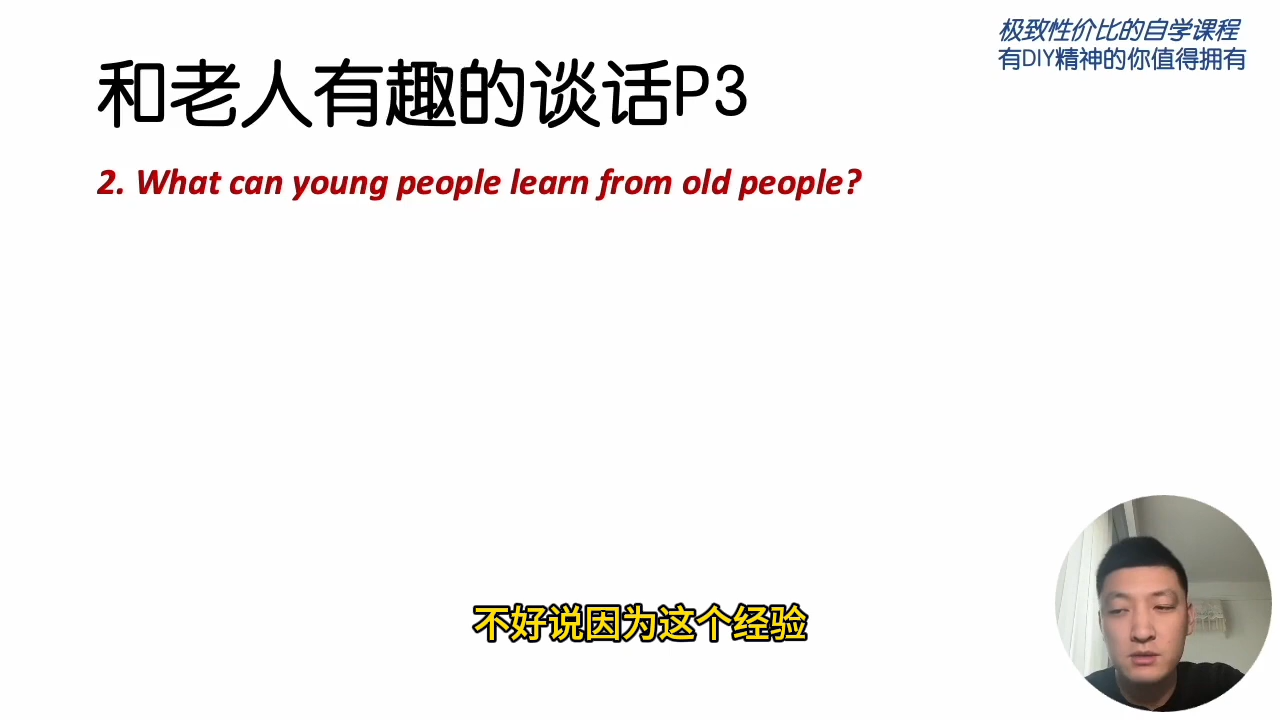 极致性价比的自学课程
有DIY精神的你值得拥有
和老人有趣的谈话P3
2. What can young people learn from old people?
不好说因为这个经验